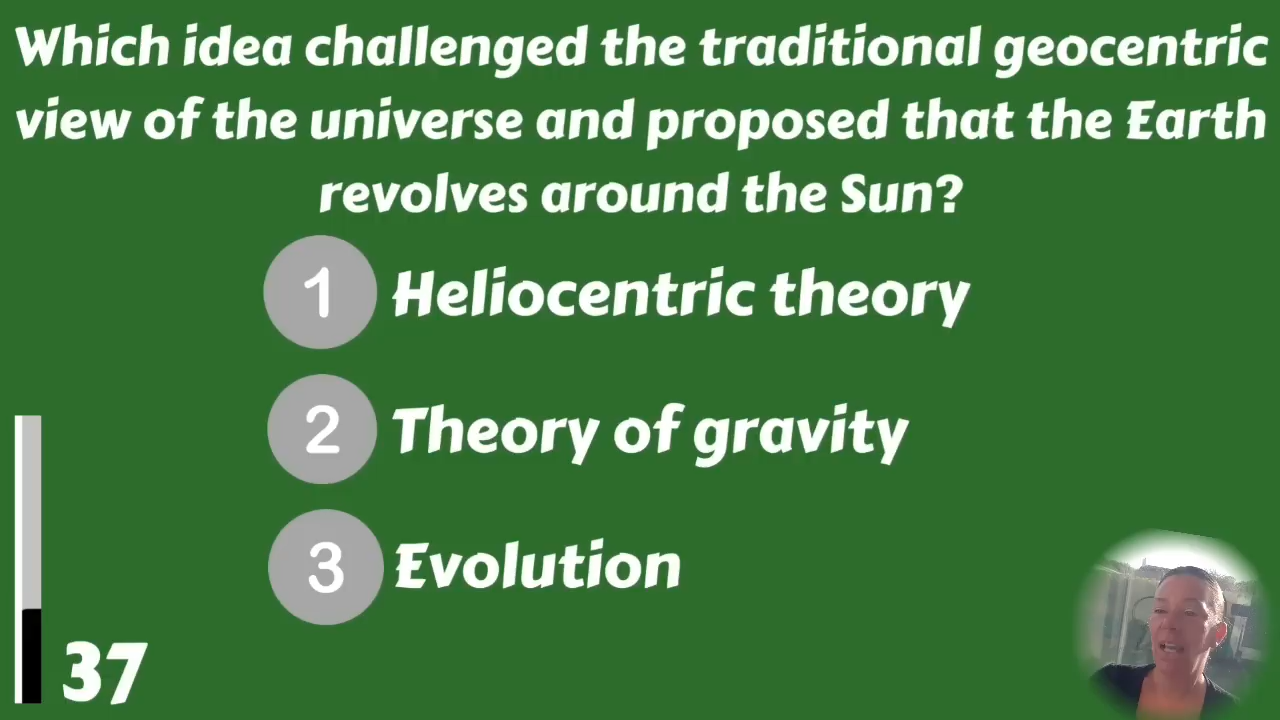 Which idea challenged the traditional geocentric
view of the universe and proposed that the Earth
revolves around the Sun?
1 Heliocentric theory
2 Theory of gravity
3 Evolution
37